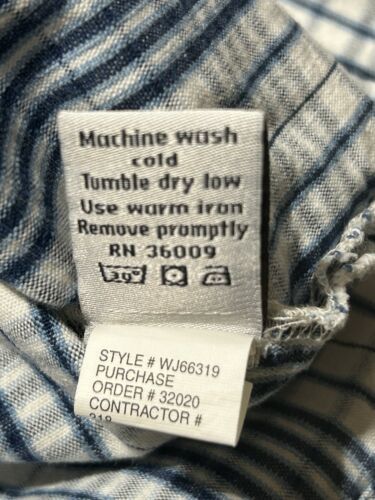 Machine wash
cold
Tumble dry low
Use warm iron
Remove promptly
RN 36009
30°
STYLE # WJ66319
PURCHASE
ORDER # 32020
CONTRACTOR #
318